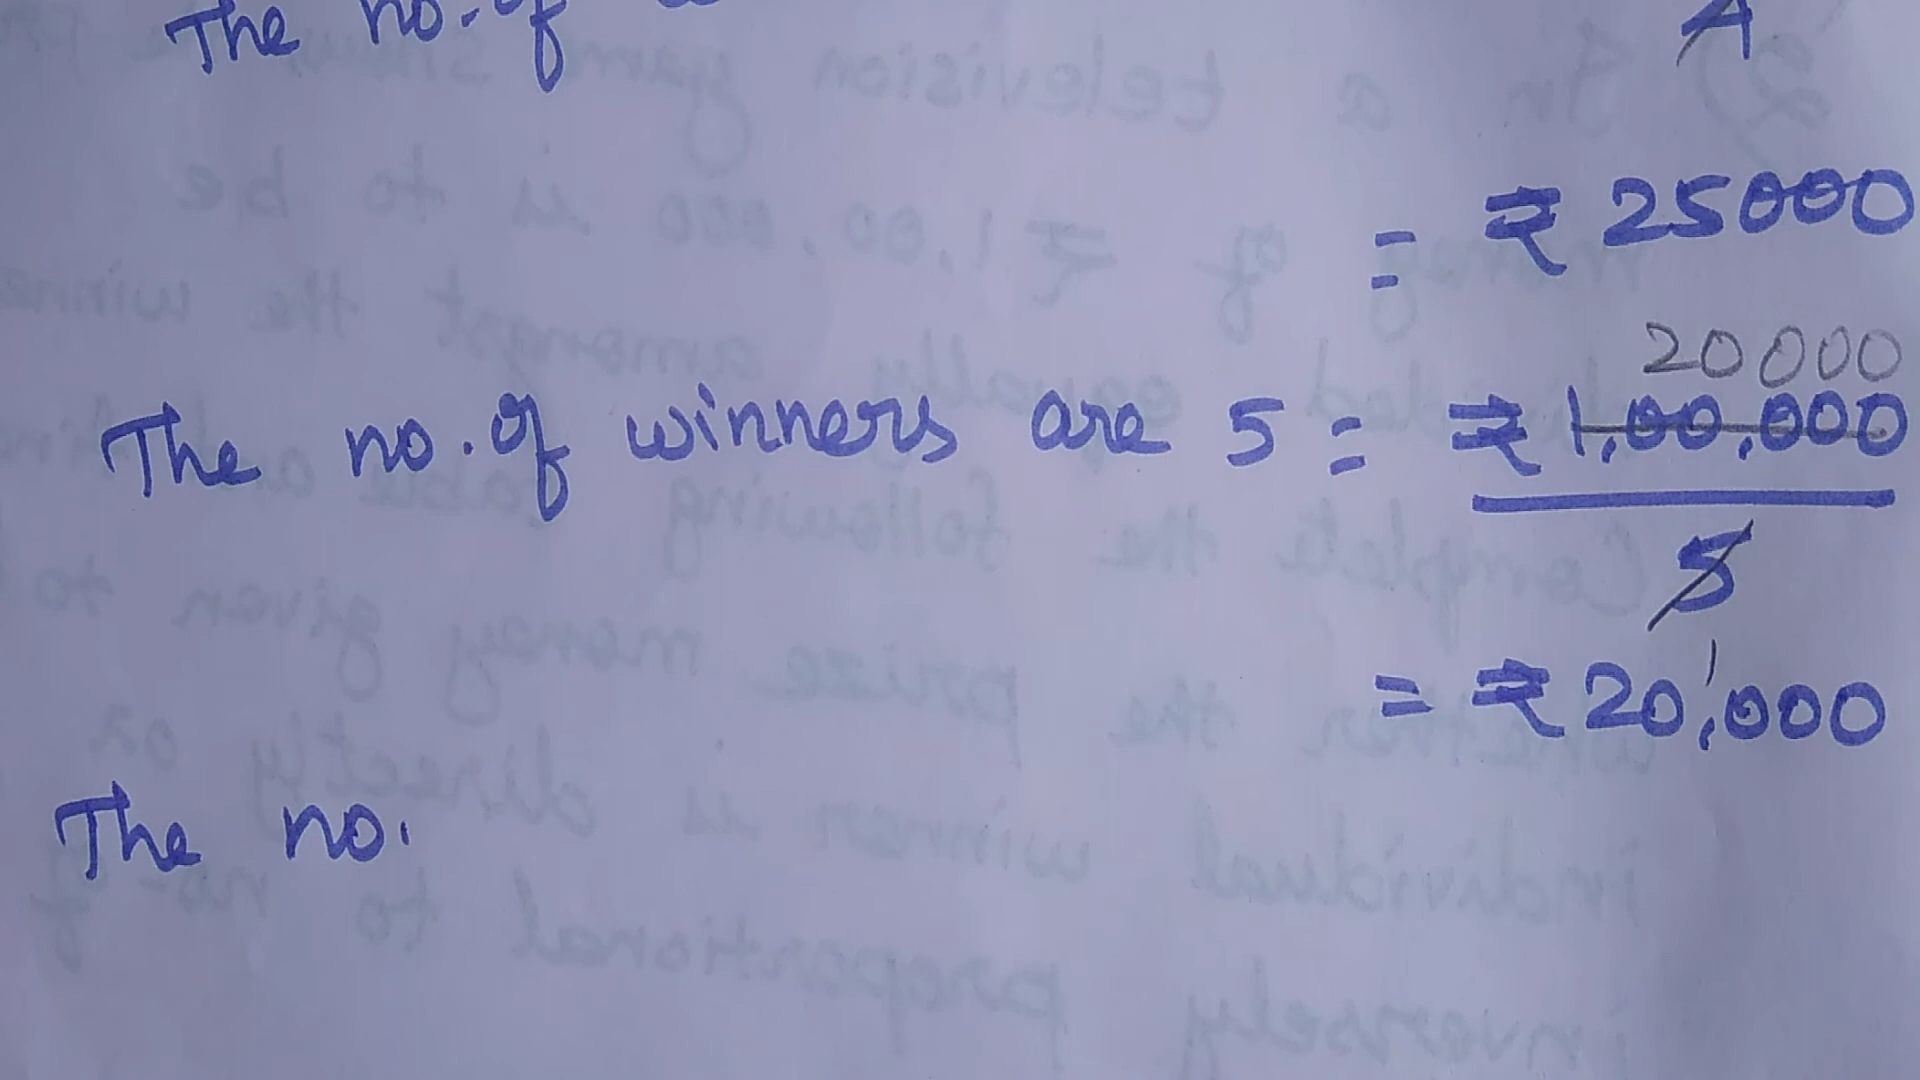 The no. of
4
= ₹ 25000
20000
The no. of winners are 5 = ₹ 1,00,000
5
= ₹ 20,000
The no.